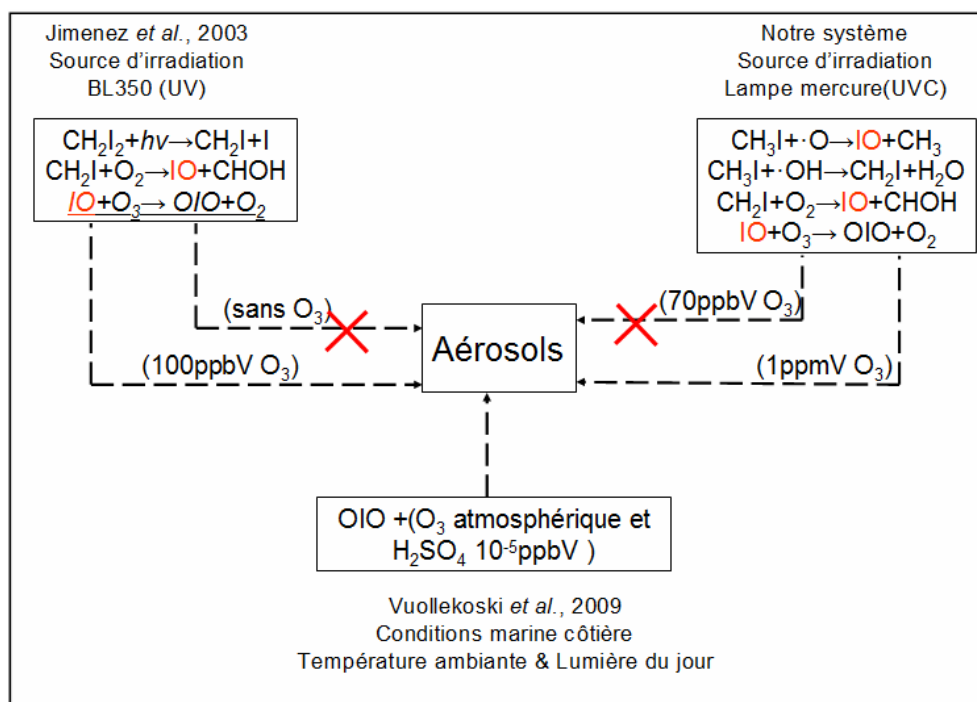 Jimenez et al., 2003
Source d'irradiation
BL350 (UV)
CH₂I₂+hν→CH₂I+I
CH₂I+O₂→IO+CHOH
IO+O₃→ OIO+O₂
Notre système
Source d'irradiation
Lampe mercure(UVC)
CH₃I+·O→IO+CH₃
CH₃I+·OH→CH₂I+H₂O
CH₂I+O₂→IO+CHOH
IO+O₃→ OIO+O₂
(sans O₃)
(100ppbV O₃)
Aérosols
(70ppbV O₃)
(1ppmV O₃)
OIO +(O₃ atmosphérique et
H₂SO₄ 10⁻⁵ppbV )
Vuollekoski et al., 2009
Conditions marine côtière
Température ambiante & Lumière du jour